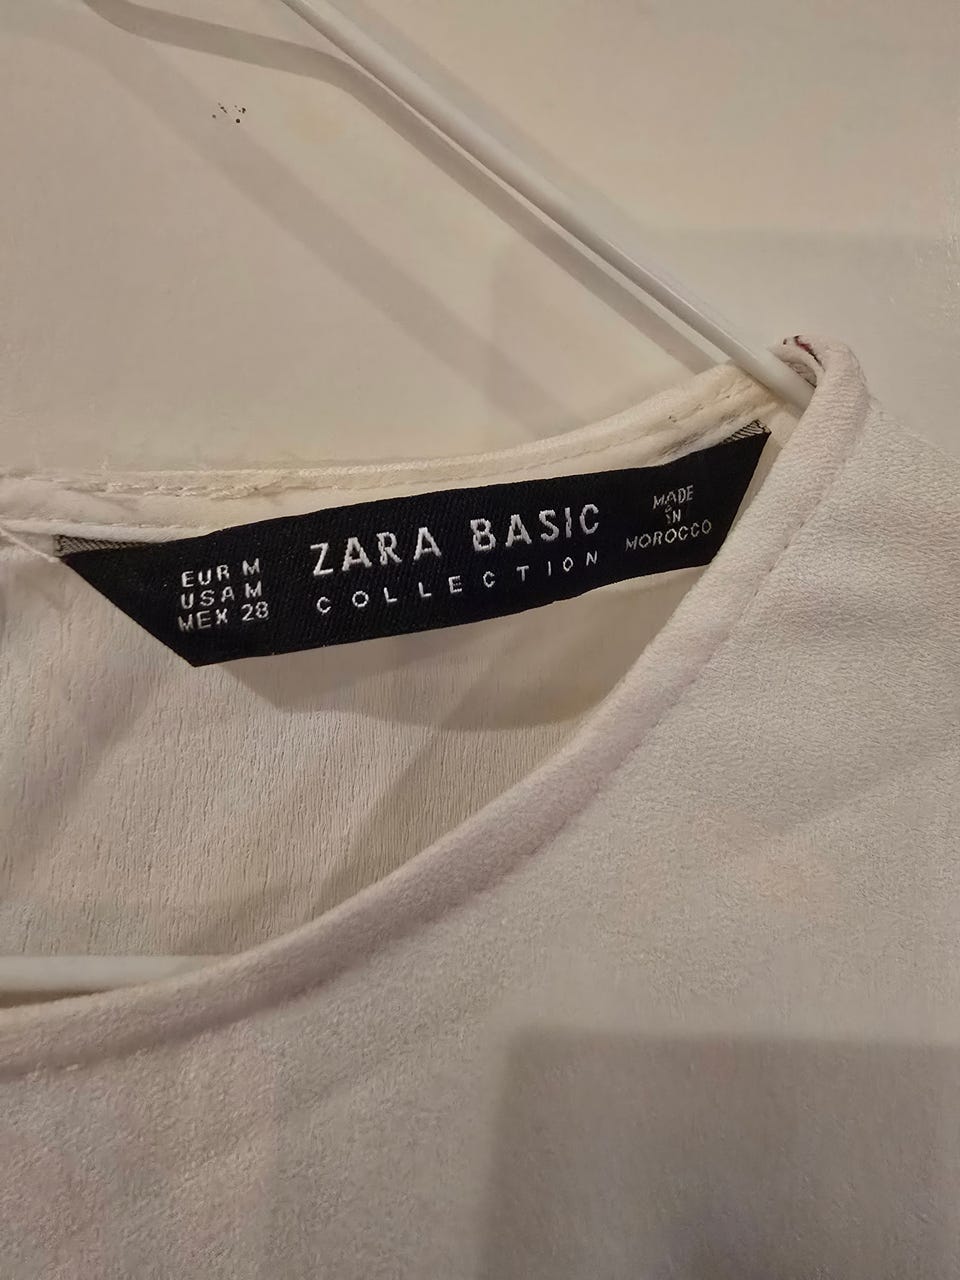 EUR M
USA M
MEX 28
ZARA BASIC
COLLECTION
MADE
IN
MOROCCO